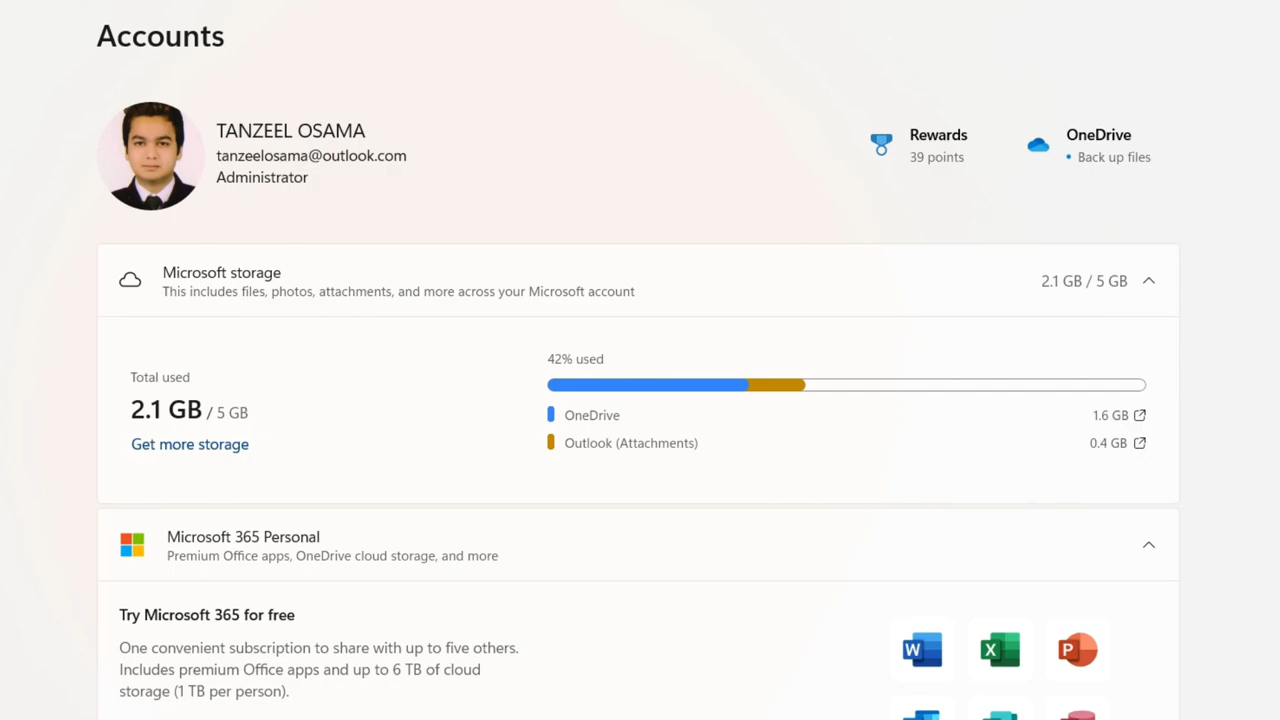 Accounts
TANZEEL OSAMA
tanzeelosama@outlook.com
Administrator
Rewards
39 points
OneDrive
• Back up files
Microsoft storage
This includes files, photos, attachments, and more across your Microsoft account
2.1 GB / 5 GB
Total used
2.1 GB / 5 GB
Get more storage
42% used
OneDrive
1.6 GB
Outlook (Attachments)
0.4 GB
Microsoft 365 Personal
Premium Office apps, OneDrive cloud storage, and more
Try Microsoft 365 for free
One convenient subscription to share with up to five others.
Includes premium Office apps and up to 6 TB of cloud
storage (1 TB per person).
W
X
P